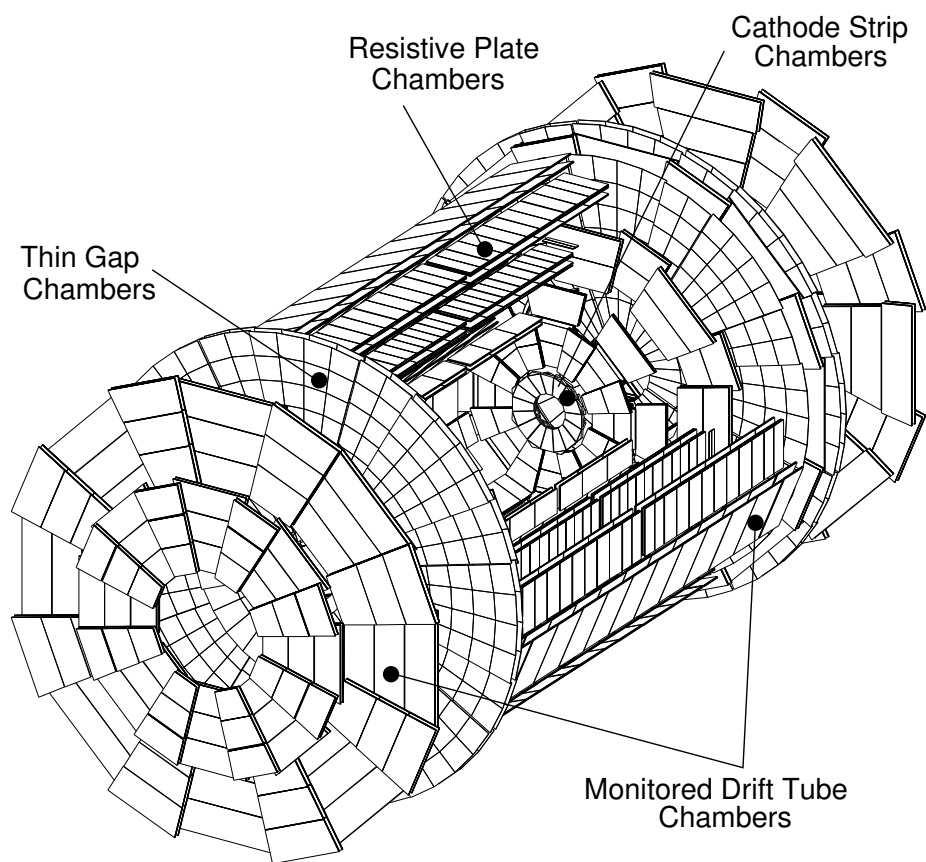 Cathode Strip
Chambers
Resistive Plate
Chambers
Thin Gap
Chambers
Monitored Drift Tube
Chambers